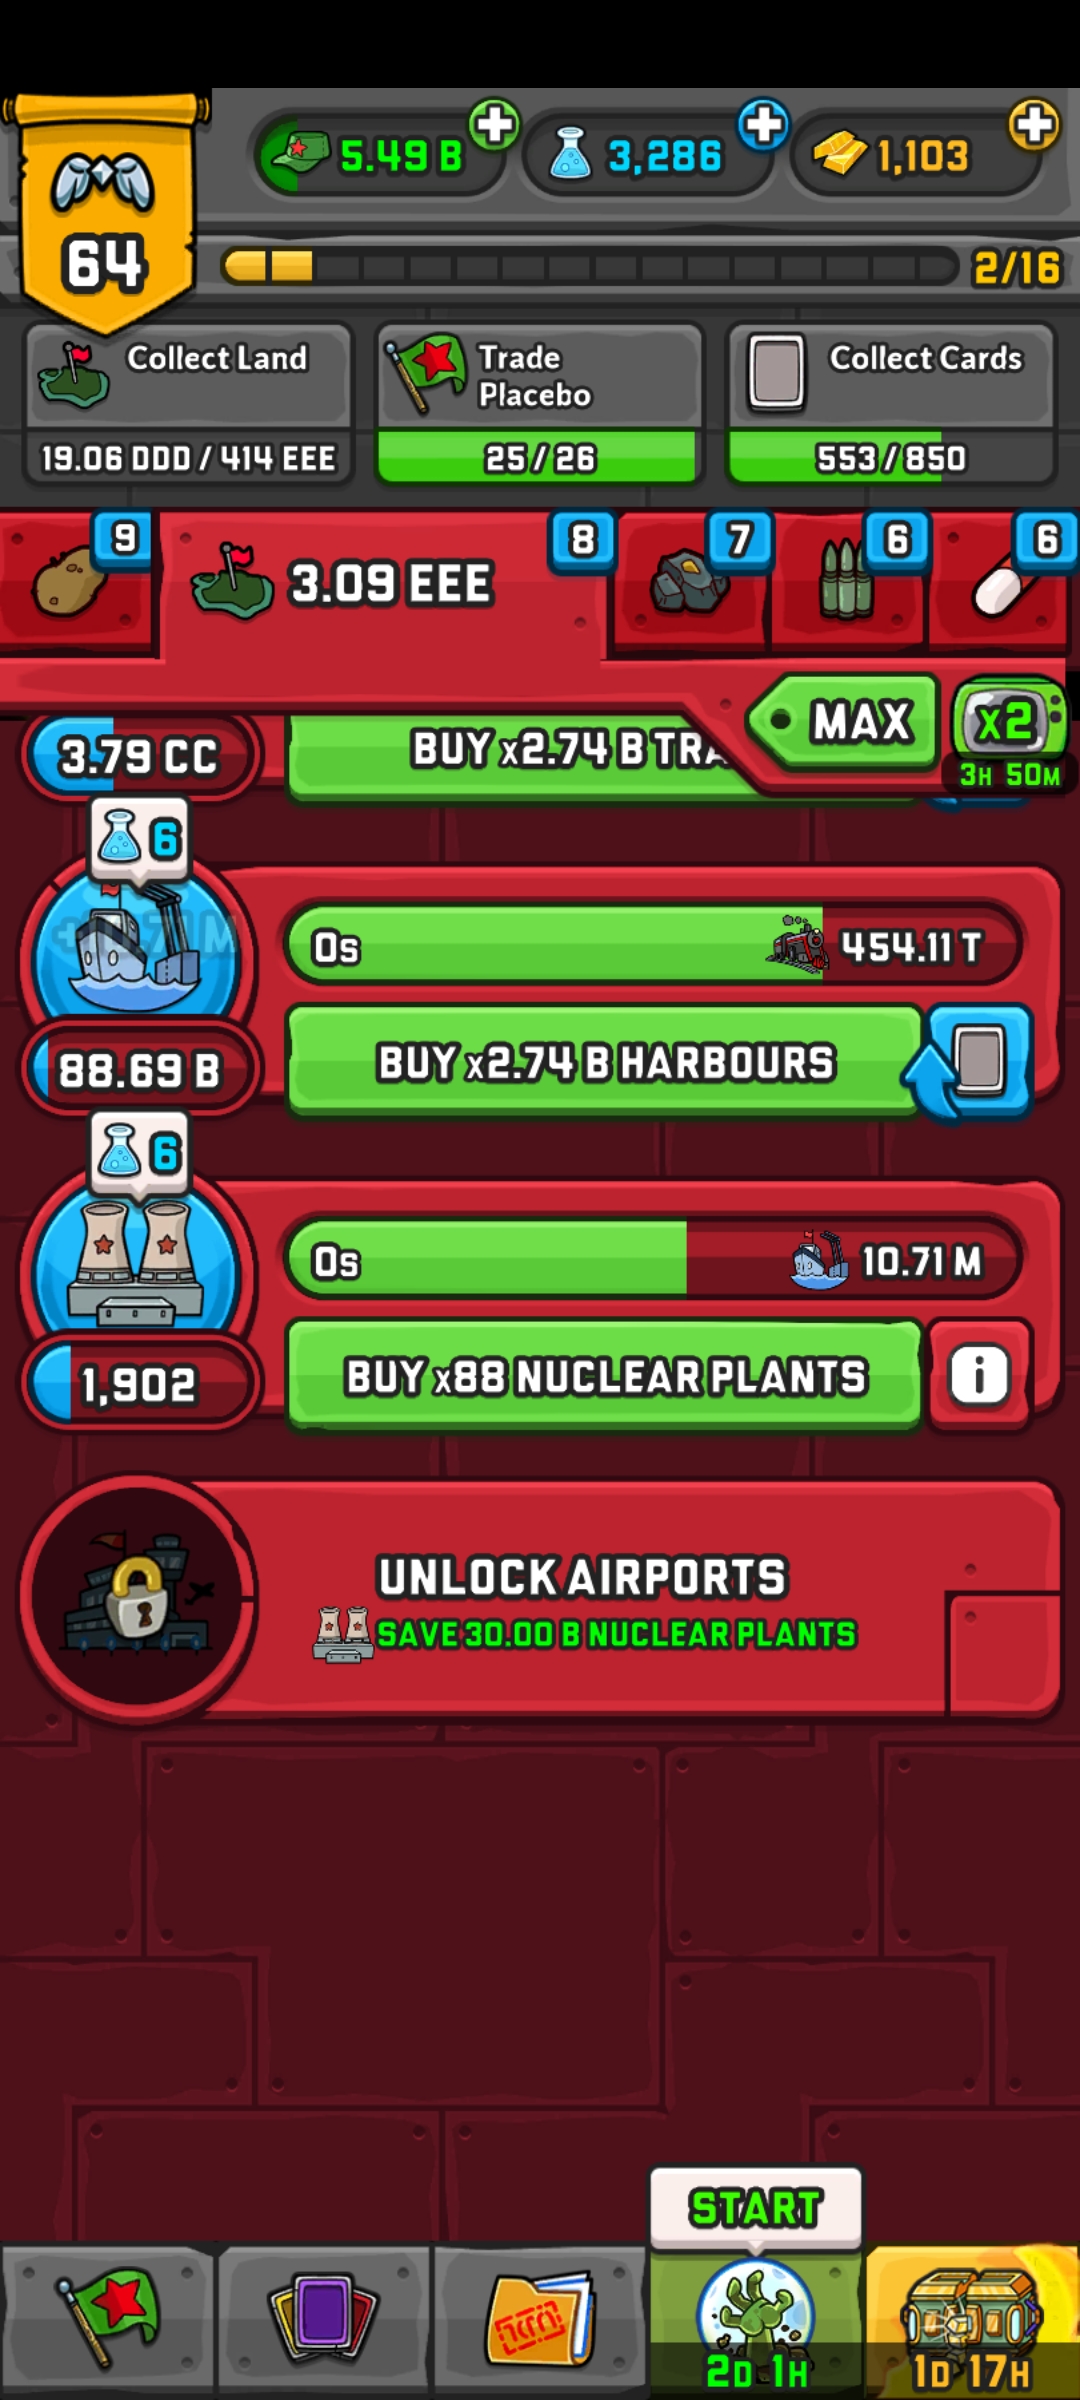 5.49 B
3,286
1,103
64
2/16
Collect Land
19.06 DDD / 414 EEE
Trade
Placebo
25 / 26
Collect Cards
553 / 850
9
3.09 EEE
8
7
6
6
MAX
x2
3H 50M
3.79 CC
BUY x2.74 B TRA
6
0s
454.11 T
88.69 B
BUY x2.74 B HARBOURS
6
0s
10.71 M
1,902
BUY x88 NUCLEAR PLANTS
i
UNLOCK AIRPORTS
SAVE 30.00 B NUCLEAR PLANTS
START
2D 1H
1D 17H